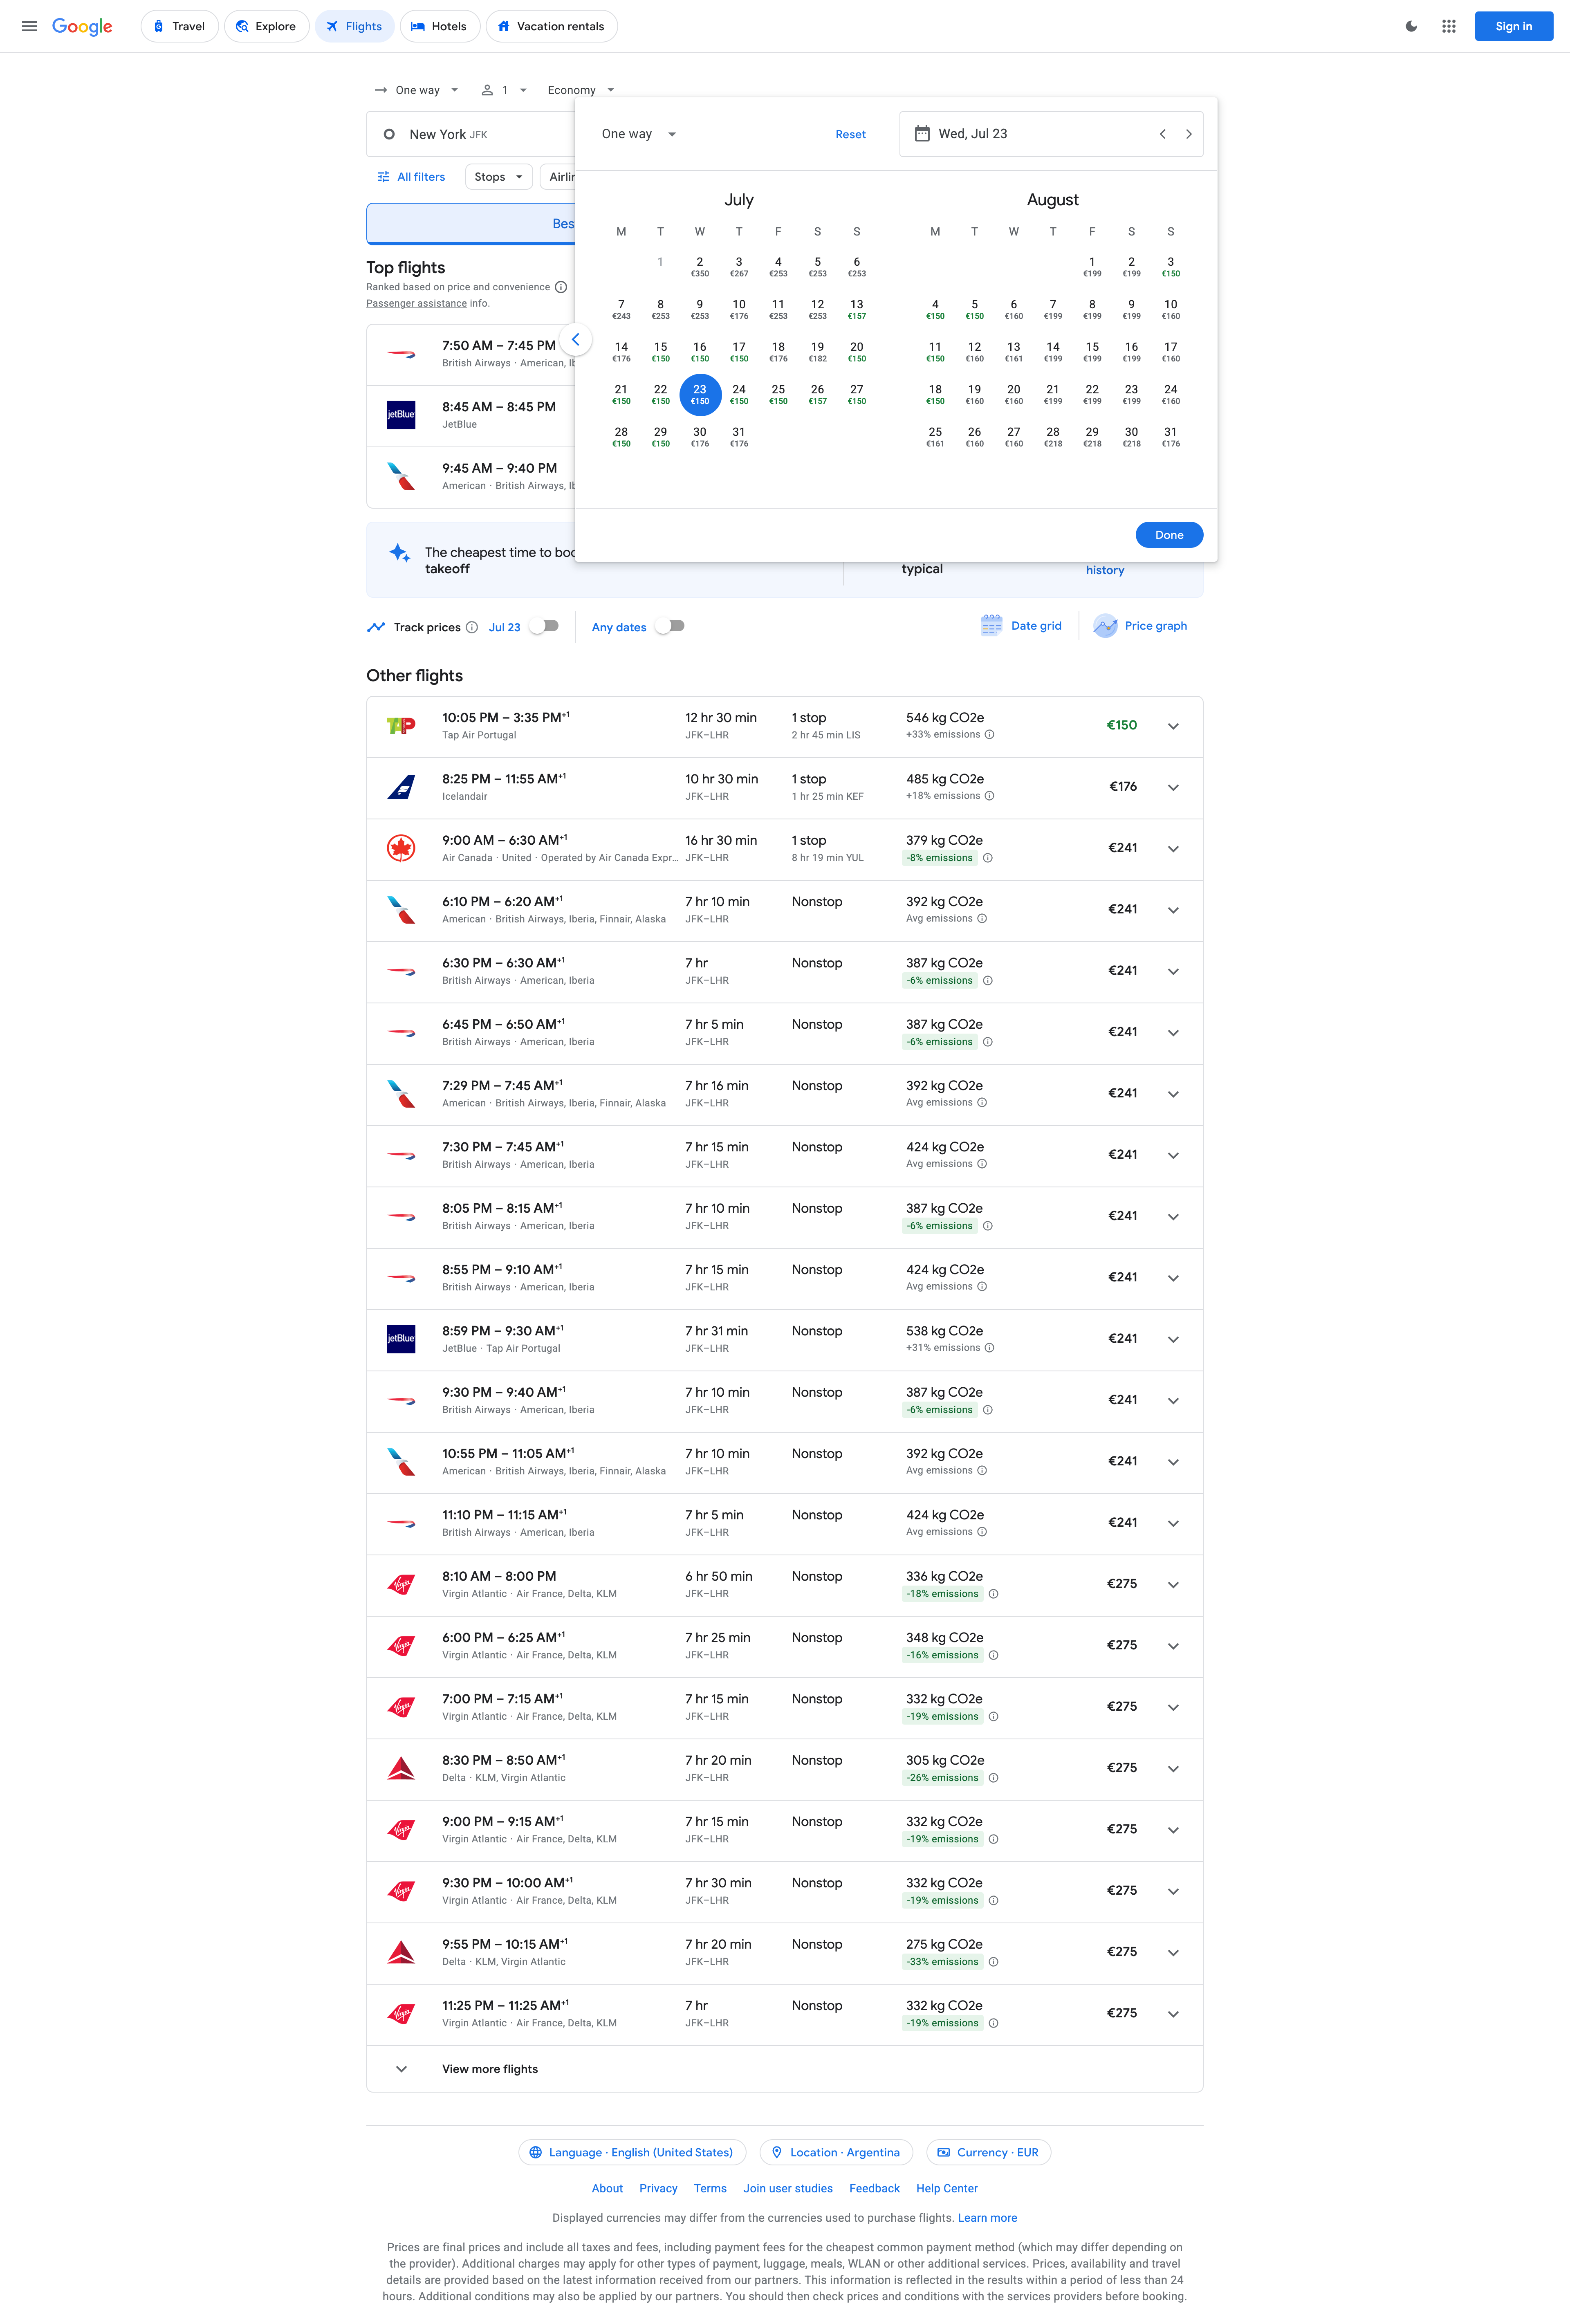 Google
Travel
Explore
Flights
Hotels
Vacation rentals
Sign in
One way
1
Economy
New York JFK
All filters
Stops
Top flights
Ranked based on price and convenience
Passenger assistance info.
7:50 AM – 7:45 PM
British Airways · American,
jetBlue
8:45 AM – 8:45 PM
JetBlue
9:45 AM – 9:40 PM
American · British Airways,
The cheapest time to
takeoff
One way
Reset
Wed, Jul 23
July
M T W T F S S
1 2 3 4 5 6
€350 €267 €253 €253 €253
7 8 9 10 11 12 13
€243 €253 €253 €176 €253 €253 €157
14 15 16 17 18 19 20
€176 €150 €150 €150 €176 €182 €150
21 22 23 24 25 26 27
€150 €150 €150 €150 €150 €157 €150
28 29 30 31
€150 €150 €176 €176
August
M T W T F S S
1 2 3
€199 €199 €150
4 5 6 7 8 9 10
€150 €150 €160 €199 €199 €199 €160
11 12 13 14 15 16 17
€150 €160 €161 €199 €199 €199 €160
18 19 20 21 22 23 24
€150 €160 €160 €199 €199 €199 €160
25 26 27 28 29 30 31
€161 €160 €160 €218 €218 €218 €176
Done
typical
history
Track prices
Jul 23
Any dates
Date grid
Price graph
Other flights
TAP
10:05 PM – 3:35 PM+1 12 hr 30 min 1 stop 546 kg CO2e €150
Tap Air Portugal JFK–LHR 2 hr 45 min LIS +33% emissions
8:25 PM – 11:55 AM+1 10 hr 30 min 1 stop 485 kg CO2e €176
Icelandair JFK–LHR 1 hr 25 min KEF +18% emissions
9:00 AM – 6:30 AM+1 16 hr 30 min 1 stop 379 kg CO2e €241
Air Canada · United · Operated by Air Canada Expr... JFK–LHR 8 hr 19 min YUL -8% emissions
6:10 PM – 6:20 AM+1 7 hr 10 min Nonstop 392 kg CO2e €241
American · British Airways, Iberia, Finnair, Alaska JFK–LHR Avg emissions
6:30 PM – 6:30 AM+1 7 hr Nonstop 387 kg CO2e €241
British Airways · American, Iberia JFK–LHR -6% emissions
6:45 PM – 6:50 AM+1 7 hr 5 min Nonstop 387 kg CO2e €241
British Airways · American, Iberia JFK–LHR -6% emissions
7:29 PM – 7:45 AM+1 7 hr 16 min Nonstop 392 kg CO2e €241
American · British Airways, Iberia, Finnair, Alaska JFK–LHR Avg emissions
7:30 PM – 7:45 AM+1 7 hr 15 min Nonstop 424 kg CO2e €241
British Airways · American, Iberia JFK–LHR Avg emissions
8:05 PM – 8:15 AM+1 7 hr 10 min Nonstop 387 kg CO2e €241
British Airways · American, Iberia JFK–LHR -6% emissions
8:55 PM – 9:10 AM+1 7 hr 15 min Nonstop 424 kg CO2e €241
British Airways · American, Iberia JFK–LHR Avg emissions
jetBlue
8:59 PM – 9:30 AM+1 7 hr 31 min Nonstop 538 kg CO2e €241
JetBlue · Tap Air Portugal JFK–LHR +31% emissions
9:30 PM – 9:40 AM+1 7 hr 10 min Nonstop 387 kg CO2e €241
British Airways · American, Iberia JFK–LHR -6% emissions
10:55 PM – 11:05 AM+1 7 hr 10 min Nonstop 392 kg CO2e €241
American · British Airways, Iberia, Finnair, Alaska JFK–LHR Avg emissions
11:10 PM – 11:15 AM+1 7 hr 5 min Nonstop 424 kg CO2e €241
British Airways · American, Iberia JFK–LHR Avg emissions
8:10 AM – 8:00 PM 6 hr 50 min Nonstop 336 kg CO2e €275
Virgin Atlantic · Air France, Delta, KLM JFK–LHR -18% emissions
6:00 PM – 6:25 AM+1 7 hr 25 min Nonstop 348 kg CO2e €275
Virgin Atlantic · Air France, Delta, KLM JFK–LHR -16% emissions
7:00 PM – 7:15 AM+1 7 hr 15 min Nonstop 332 kg CO2e €275
Virgin Atlantic · Air France, Delta, KLM JFK–LHR -19% emissions
8:30 PM – 8:50 AM+1 7 hr 20 min Nonstop 305 kg CO2e €275
Delta · KLM, Virgin Atlantic JFK–LHR -26% emissions
9:00 PM – 9:15 AM+1 7 hr 15 min Nonstop 332 kg CO2e €275
Virgin Atlantic · Air France, Delta, KLM JFK–LHR -19% emissions
9:30 PM – 10:00 AM+1 7 hr 30 min Nonstop 332 kg CO2e €275
Virgin Atlantic · Air France, Delta, KLM JFK–LHR -19% emissions
9:55 PM – 10:15 AM+1 7 hr 20 min Nonstop 275 kg CO2e €275
Delta · KLM, Virgin Atlantic JFK–LHR -33% emissions
11:25 PM – 11:25 AM+1 7 hr Nonstop 332 kg CO2e €275
Virgin Atlantic · Air France, Delta, KLM JFK–LHR -19% emissions
View more flights
Language · English (United States)
Location · Argentina
Currency · EUR
About Privacy Terms Join user studies Feedback Help Center
Displayed currencies may differ from the currencies used to purchase flights. Learn more
Prices are final prices and include all taxes and fees, including payment fees for the cheapest common payment method (which may differ depending on
the provider). Additional charges may apply for other types of payment, luggage, meals, WLAN or other additional services. Prices, availability and travel
details are provided based on the latest information received from our partners. This information is reflected in the results within a period of less than 24
hours. Additional conditions may also be applied by our partners. You should then check prices and conditions with the services providers before booking.